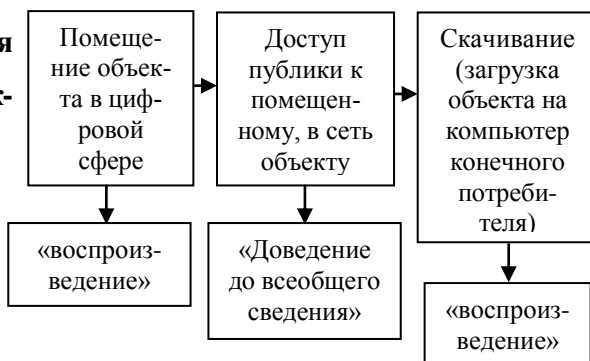 я
к-
Помеще-
ние объек-
та в циф-
ровой
сфере
Доступ
публики к
помещен-
ному, в сеть
объекту
Скачивание
(загрузка
объекта на
компьютер
конечного
потреби-
теля)
«воспроиз-
ведение»
«Доведение
до всеобщего
сведения»
«воспроиз-
ведение»